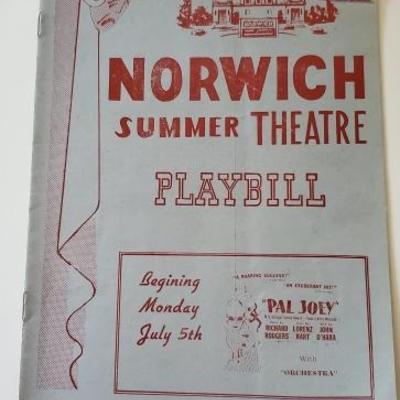 NORWICH
SUMMER THEATRE
PLAYBILL
Begining
Monday
July 5th
"A ROARING SUCCESS!"
"AN EXUBERANT HIT!"
"PAL JOEY"
RICHARD LORENZ JOHN
RODGERS HART O'HARA
With
"ORCHESTRA"